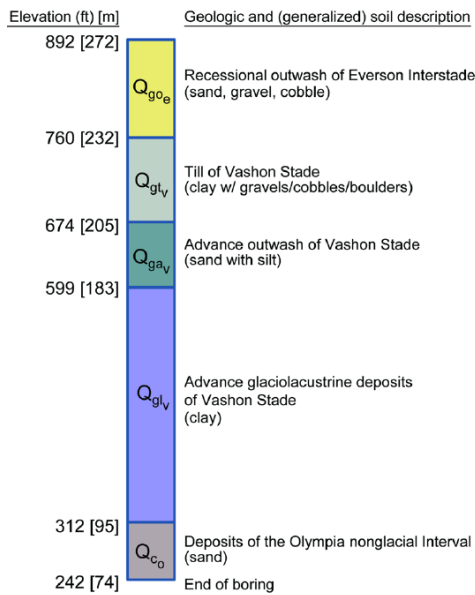 Elevation (ft) [m] Geologic and (generalized) soil description
892 [272]
Qgoe
Recessional outwash of Everson Interstade
(sand, gravel, cobble)
760 [232]
Qgtv
Till of Vashon Stade
(clay w/ gravels/cobbles/boulders)
674 [205]
Qgav
Advance outwash of Vashon Stade
(sand with silt)
599 [183]
Qglv
Advance glaciolacustrine deposits
of Vashon Stade
(clay)
312 [95]
Qco
Deposits of the Olympia nonglacial Interval
(sand)
242 [74] End of boring